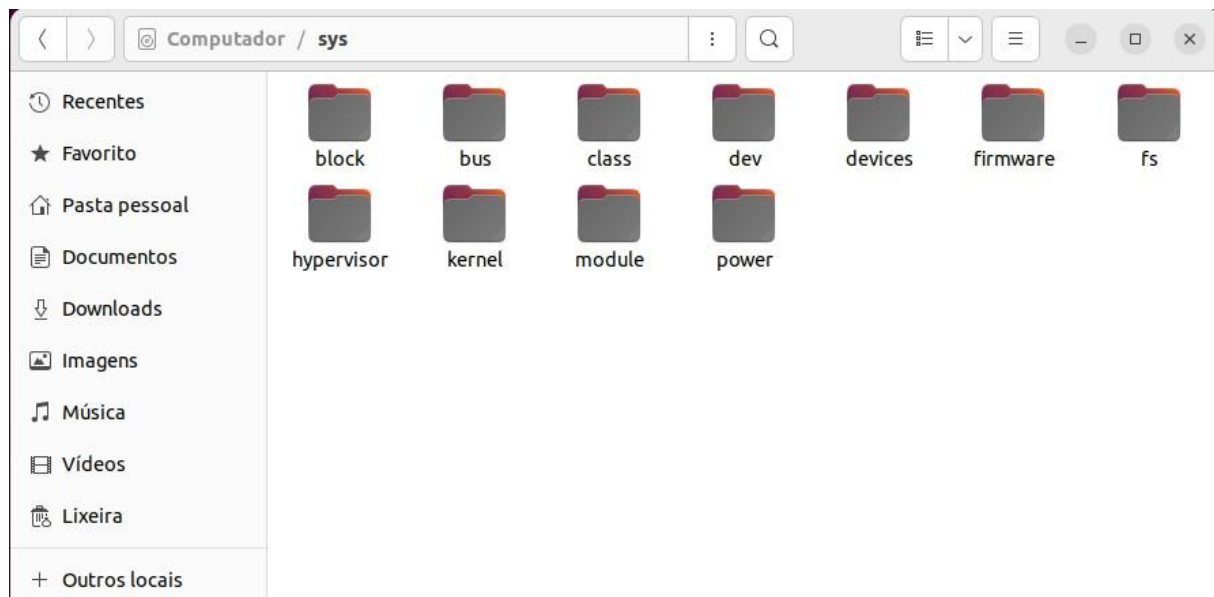 Computador / sys
Recentes
Favorito
Pasta pessoal
Documentos
Downloads
Imagens
Música
Vídeos
Lixeira
+ Outros locais
block bus class dev devices firmware fs
hypervisor kernel module power